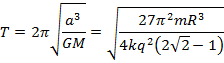 T = 2π√(a³/GM) = √(27π²mR³/4kq²(2√2 − 1))